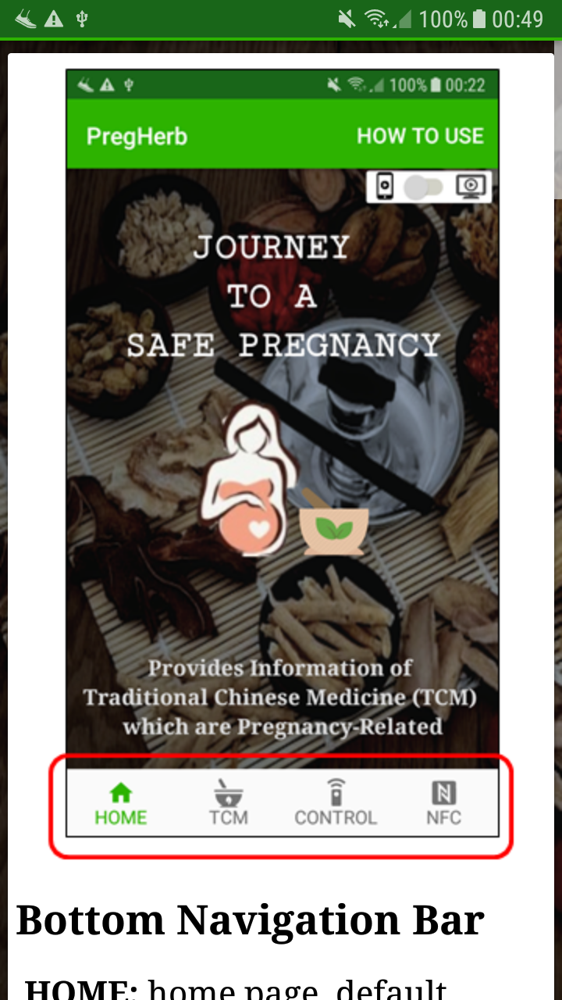 100% 00:49
100% 00:22
PregHerb HOW TO USE
JOURNEY
TO A
SAFE PREGNANCY
Provides Information of
Traditional Chinese Medicine (TCM)
which are Pregnancy-Related
HOME TCM CONTROL NFC
Bottom Navigation Bar
HOME: home page, default